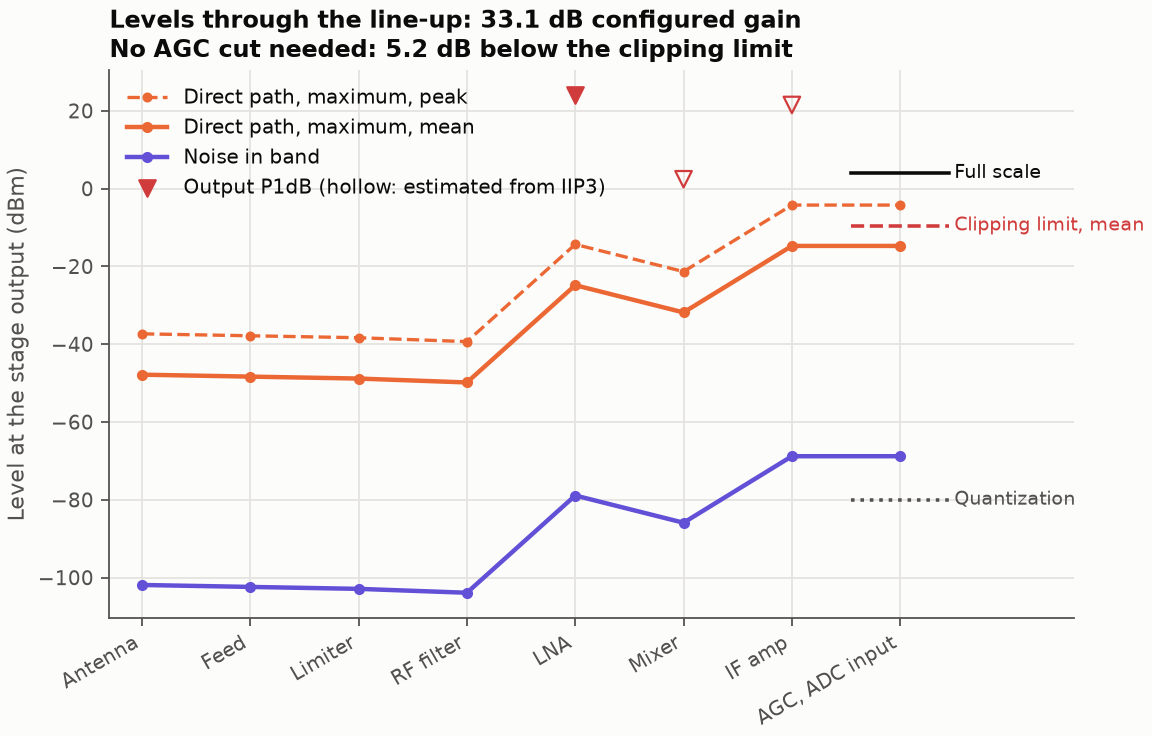 Levels through the line-up: 33.1 dB configured gain
No AGC cut needed: 5.2 dB below the clipping limit
Direct path, maximum, peak
Direct path, maximum, mean
Noise in band
Output P1dB (hollow: estimated from IIP3)
Level at the stage output (dBm)
20
0
−20
−40
−60
−80
−100
Full scale
Clipping limit, mean
Quantization
Antenna
Feed
Limiter
RF filter
LNA
Mixer
IF amp
AGC, ADC input